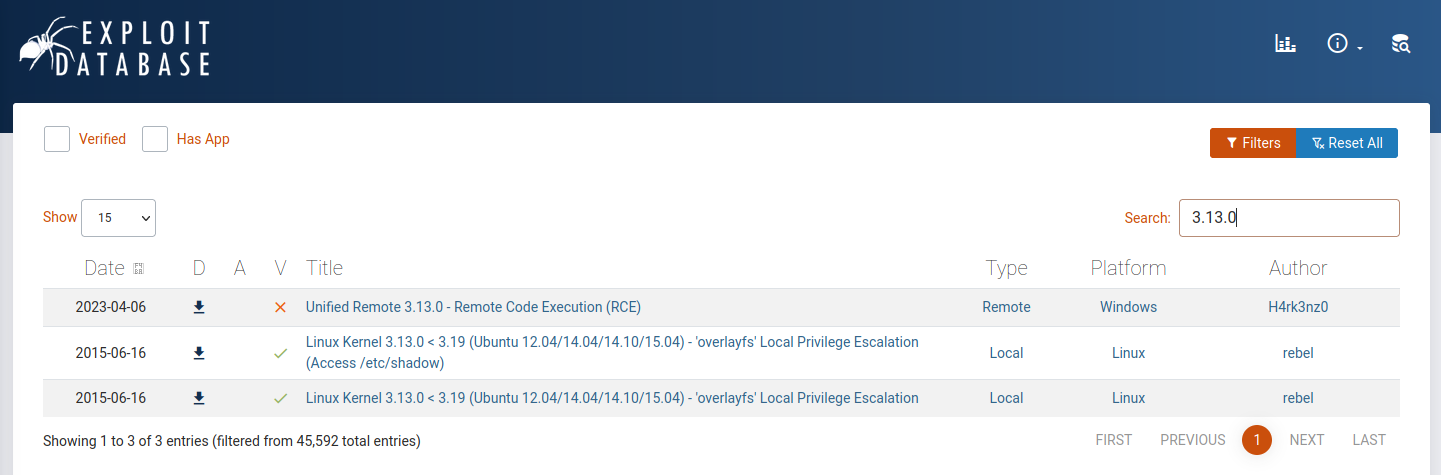 EXPLOIT
DATABASE
Verified Has App
Filters Reset All
Show 15 Search: 3.13.0
Date D A V Title Type Platform Author
2023-04-06 Unified Remote 3.13.0 - Remote Code Execution (RCE) Remote Windows H4rk3nz0
2015-06-16 Linux Kernel 3.13.0 < 3.19 (Ubuntu 12.04/14.04/14.10/15.04) - 'overlayfs' Local Privilege Escalation
(Access /etc/shadow) Local Linux rebel
2015-06-16 Linux Kernel 3.13.0 < 3.19 (Ubuntu 12.04/14.04/14.10/15.04) - 'overlayfs' Local Privilege Escalation Local Linux rebel
Showing 1 to 3 of 3 entries (filtered from 45,592 total entries) FIRST PREVIOUS 1 NEXT LAST